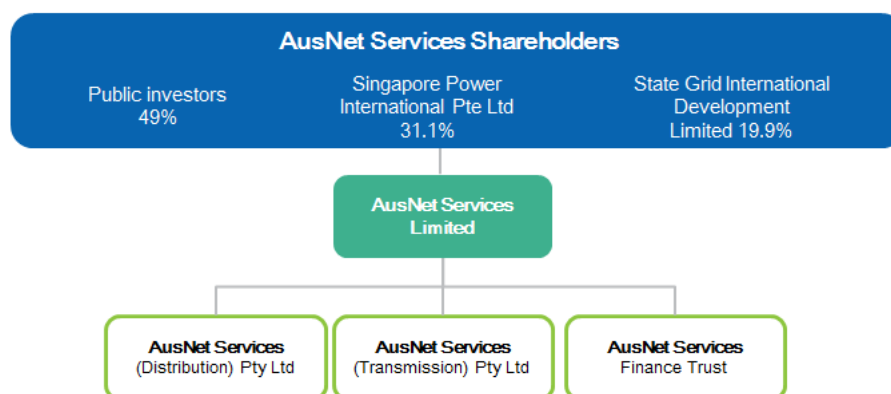 AusNet Services Shareholders
Public investors
49%
Singapore Power
International Pte Ltd
31.1%
State Grid International
Development
Limited 19.9%
AusNet Services
Limited
AusNet Services
(Distribution) Pty Ltd
AusNet Services
(Transmission) Pty Ltd
AusNet Services
Finance Trust